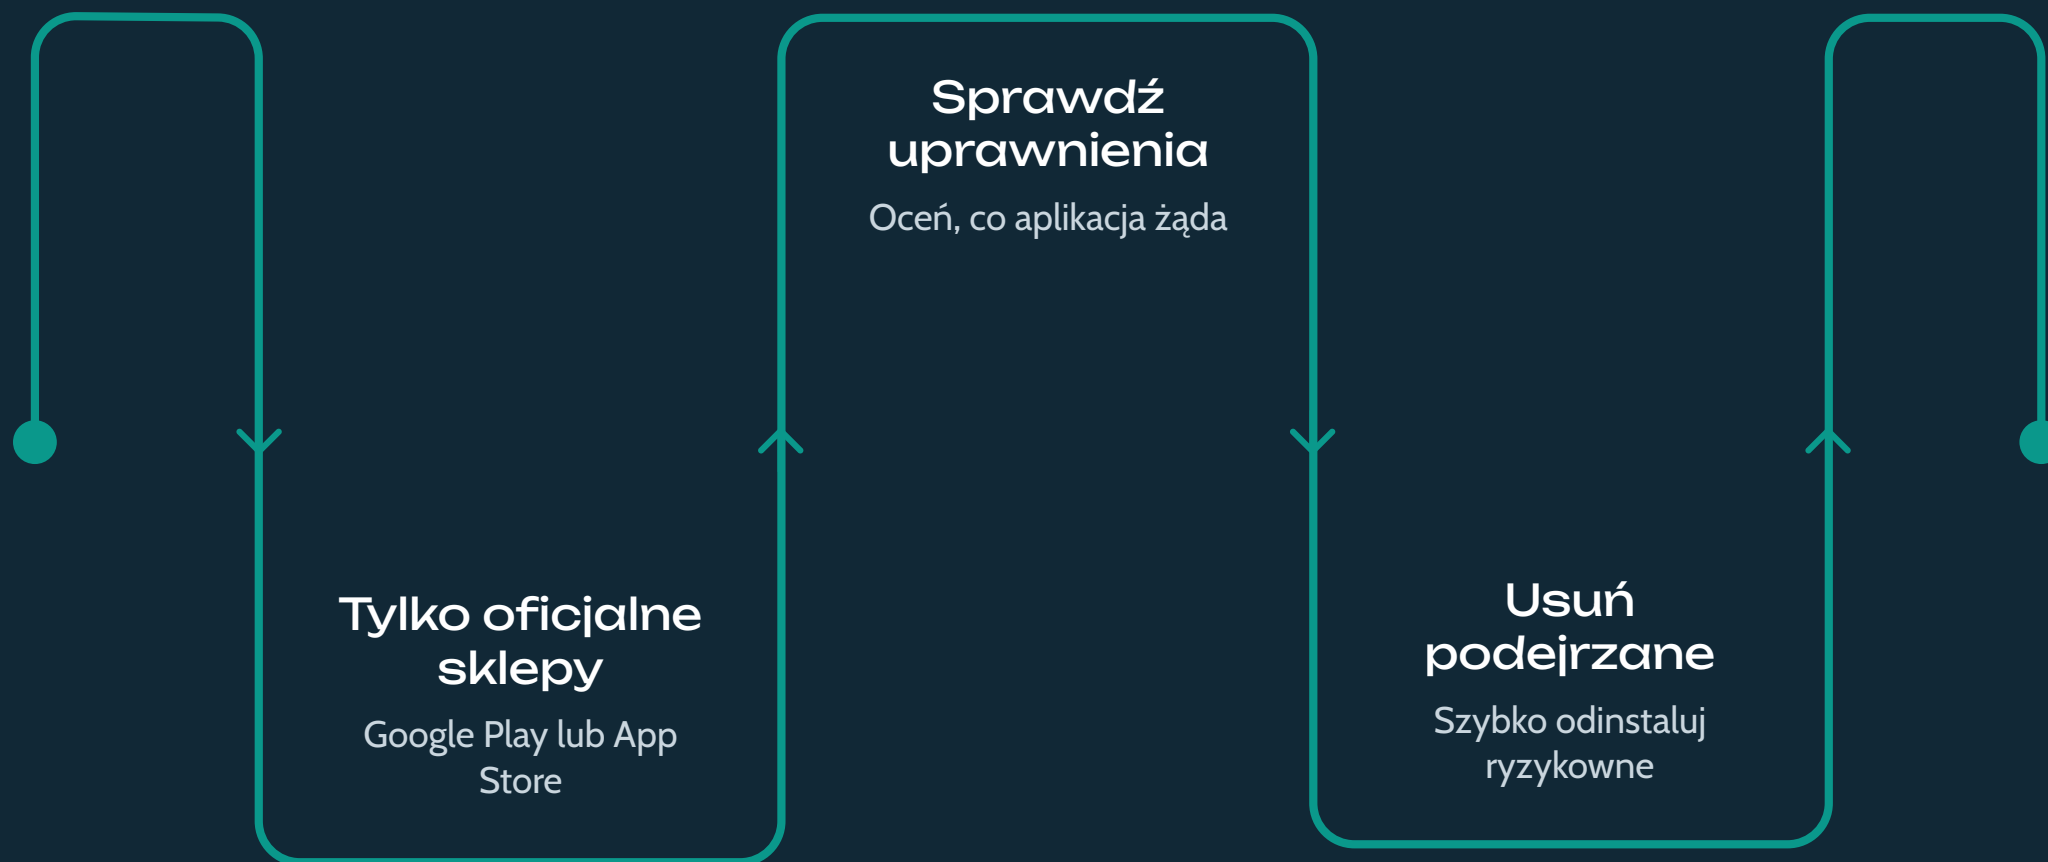 Tylko oficjalne
sklepy
Google Play lub App
Store
Sprawdź
uprawnienia
Oceń, co aplikacja żąda
Usuń
podejrzane
Szybko odinstaluj
ryzykowne